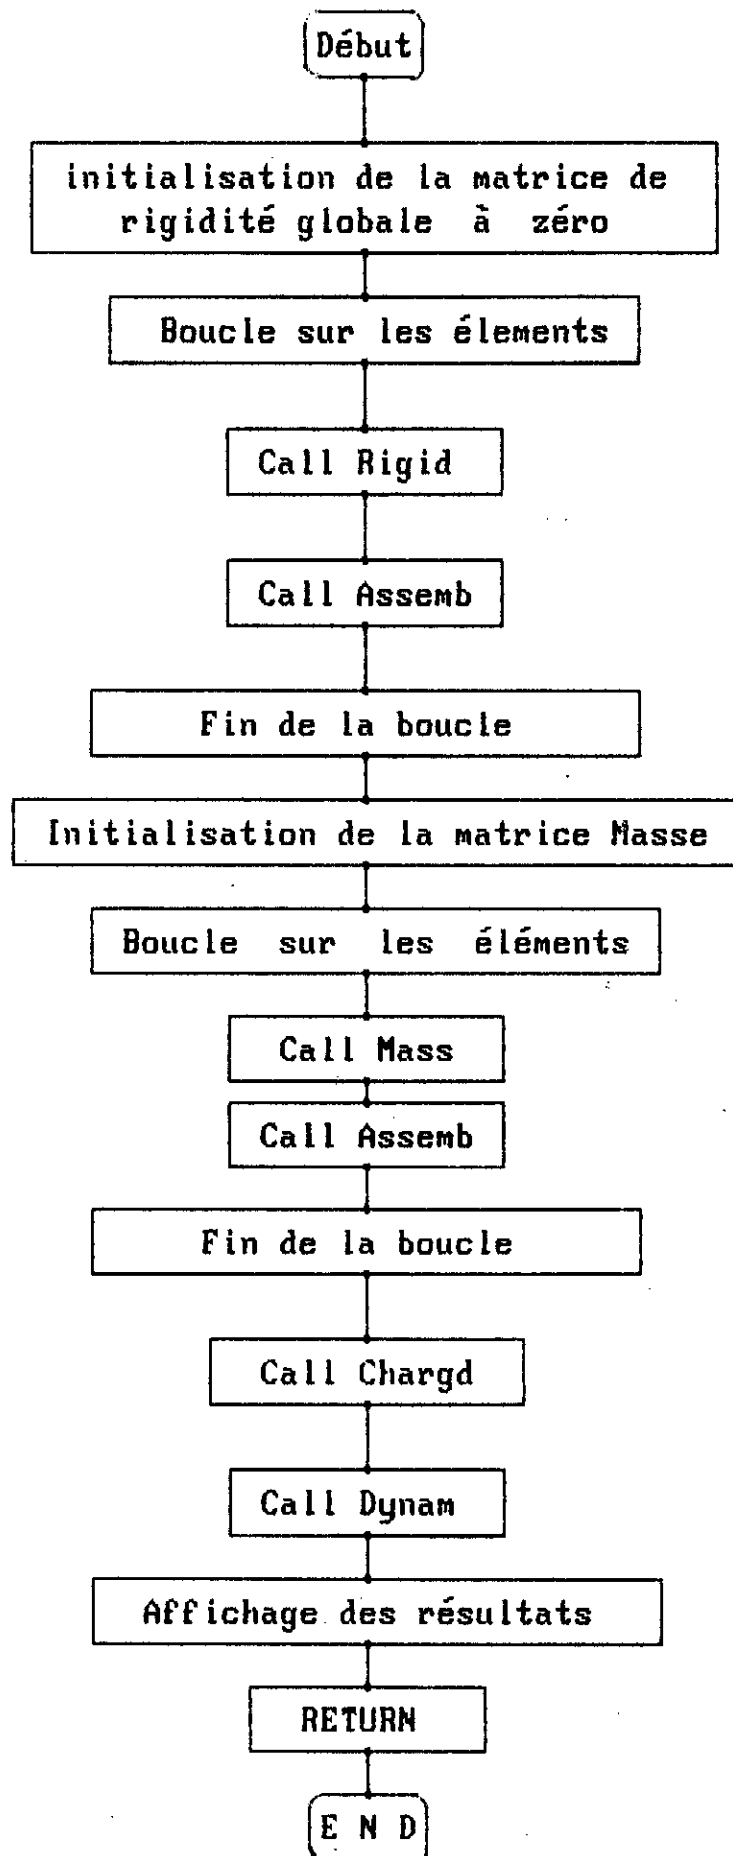 Début
initialisation de la matrice de
rigidité globale à zéro
Boucle sur les élements
Call Rigid
Call Assemb
Fin de la boucle
Initialisation de la matrice Masse
Boucle sur les éléments
Call Mass
Call Assemb
Fin de la boucle
Call Chargd
Call Dynam
Affichage des résultats
RETURN
E N D